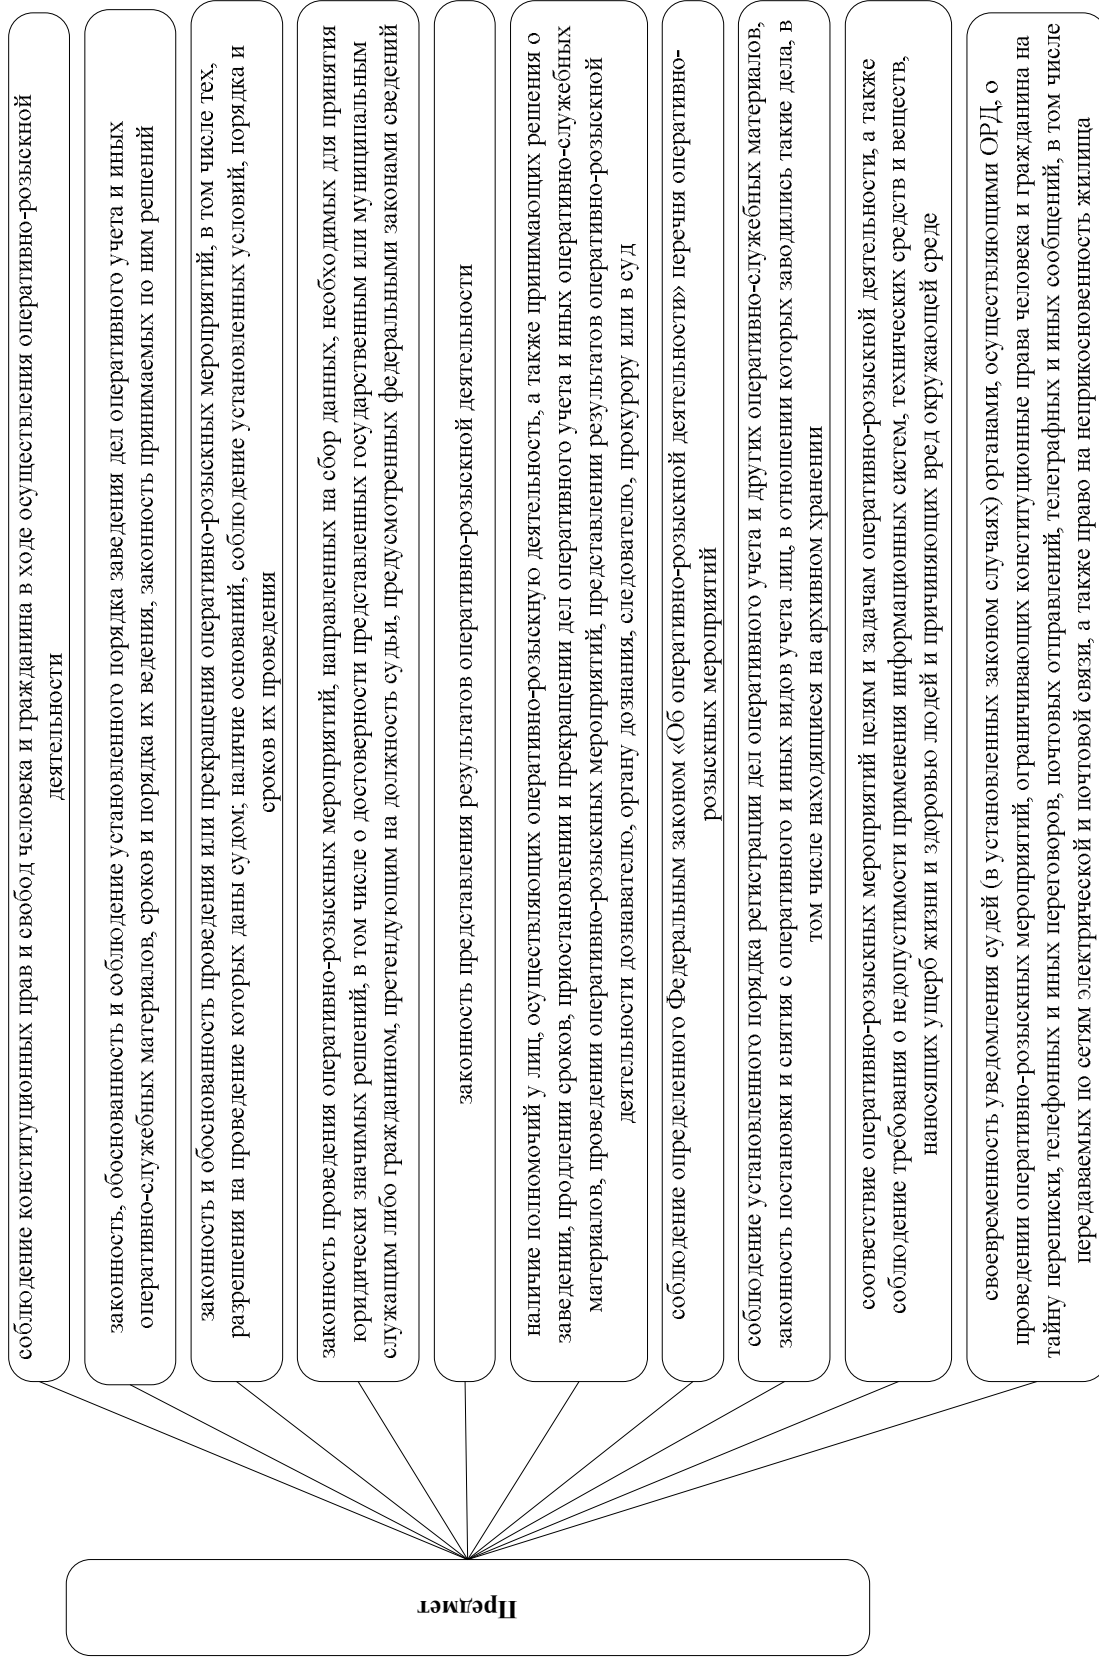 Предмет
соблюдение конституционных прав и свобод человека и гражданина в ходе осуществления оперативно-розыскной
деятельности
законность, обоснованность и соблюдение установленного порядка заведения дел оперативного учета и иных
оперативно-служебных материалов, сроков и порядка их ведения, законность принимаемых по ним решений
законность и обоснованность проведения или прекращения оперативно-розыскных мероприятий, в том числе тех,
разрешения на проведение которых даны судом; наличие оснований, соблюдение установленных условий, порядка и
сроков их проведения
законность проведения оперативно-розыскных мероприятий, направленных на сбор данных, необходимых для принятия
юридически значимых решений, в том числе о достоверности представленных государственным или муниципальным
служащим либо гражданином, претендующим на должность судьи, предусмотренных федеральными законами сведений
законность представления результатов оперативно-розыскной деятельности
наличие полномочий у лиц, осуществляющих оперативно-розыскную деятельность, а также принимающих решения о
заведении, продлении сроков, приостановлении и прекращении дел оперативного учета и иных оперативно-служебных
материалов, проведении оперативно-розыскных мероприятий, представлении результатов оперативно-розыскной
деятельности дознавателю, органу дознания, следователю, прокурору или в суд
соблюдение определенного Федеральным законом «Об оперативно-розыскной деятельности» перечня оперативно-
розыскных мероприятий
соблюдение установленного порядка регистрации дел оперативного учета и других оперативно-служебных материалов,
законность постановки и снятия с оперативного и иных видов учета лиц, в отношении которых заводились такие дела, в
том числе находящиеся на архивном хранении
соответствие оперативно-розыскных мероприятий целям и задачам оперативно-розыскной деятельности, а также
соблюдение требования о недопустимости применения информационных систем, технических средств и веществ,
наносящих ущерб жизни и здоровью людей и причиняющих вред окружающей среде
своевременность уведомления судей (в установленных законом случаях) органами, осуществляющими ОРД, о
проведении оперативно-розыскных мероприятий, ограничивающих конституционные права человека и гражданина на
тайну переписки, телефонных и иных переговоров, почтовых отправлений, телеграфных и иных сообщений, в том числе
передаваемых по сетям электрической и почтовой связи, а также право на неприкосновенность жилища